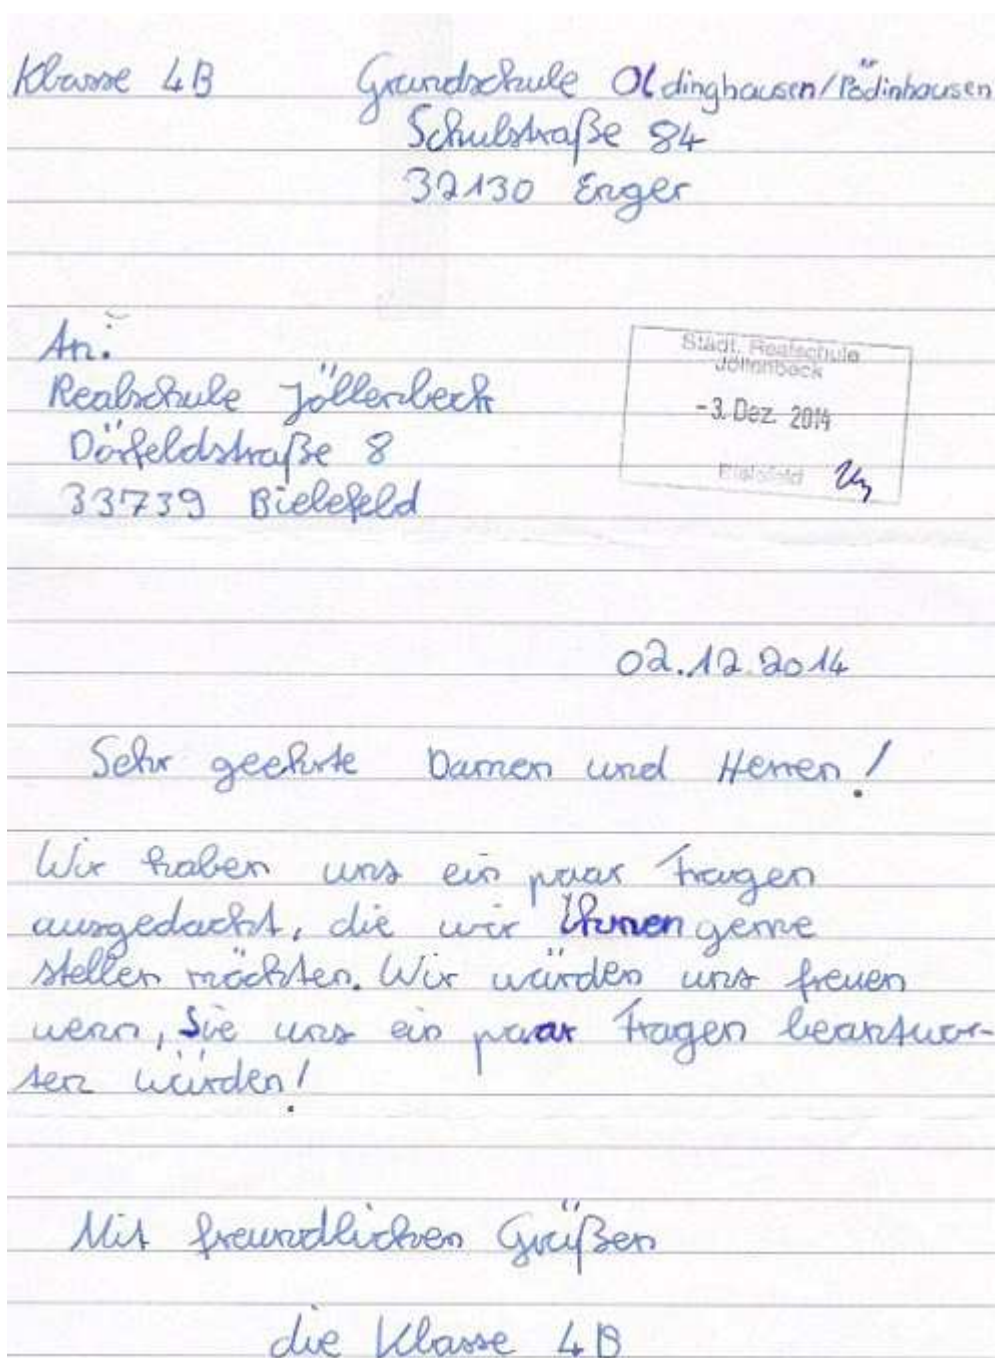 Klasse 4B Grundschule Oldinghausen/Pödinhausen
Schulstraße 84
32130 Enger
An:
Realschule Jöllenbeck
Dörfeldstraße 8
33739 Bielefeld
Städt. Realschule
Jöllenbeck
-3. Dez. 2014
Bielefeld
02.12.2014
Sehr geehrte Damen und Herren!
Wir haben uns ein paar Fragen
ausgedacht, die wir Ihnen gerne
stellen möchten. Wir würden uns freuen
wenn, Sie uns ein paar Fragen beantwor-
ten würden!
Mit freundlichen Grüßen
die Klasse 4B